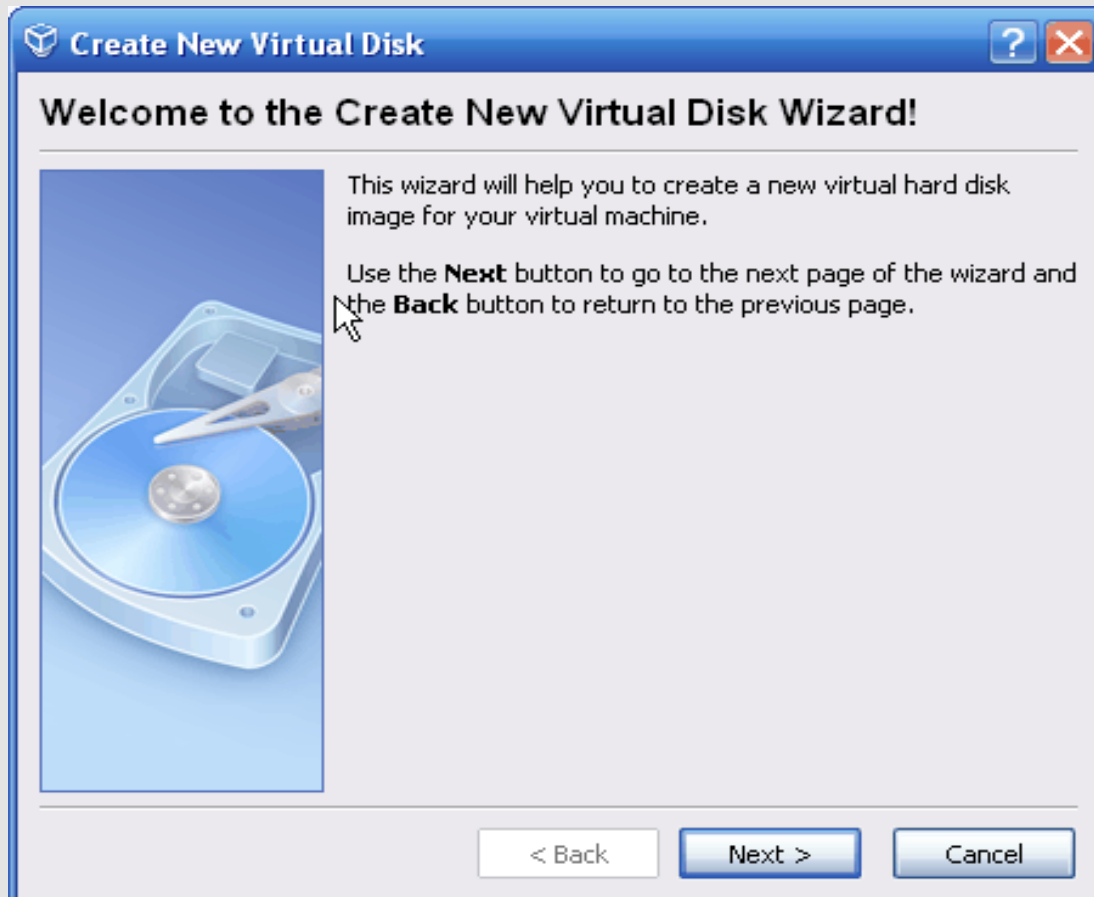 Create New Virtual Disk
Welcome to the Create New Virtual Disk Wizard!
This wizard will help you to create a new virtual hard disk
image for your virtual machine.
Use the Next button to go to the next page of the wizard and
the Back button to return to the previous page.
< Back
Next >
Cancel